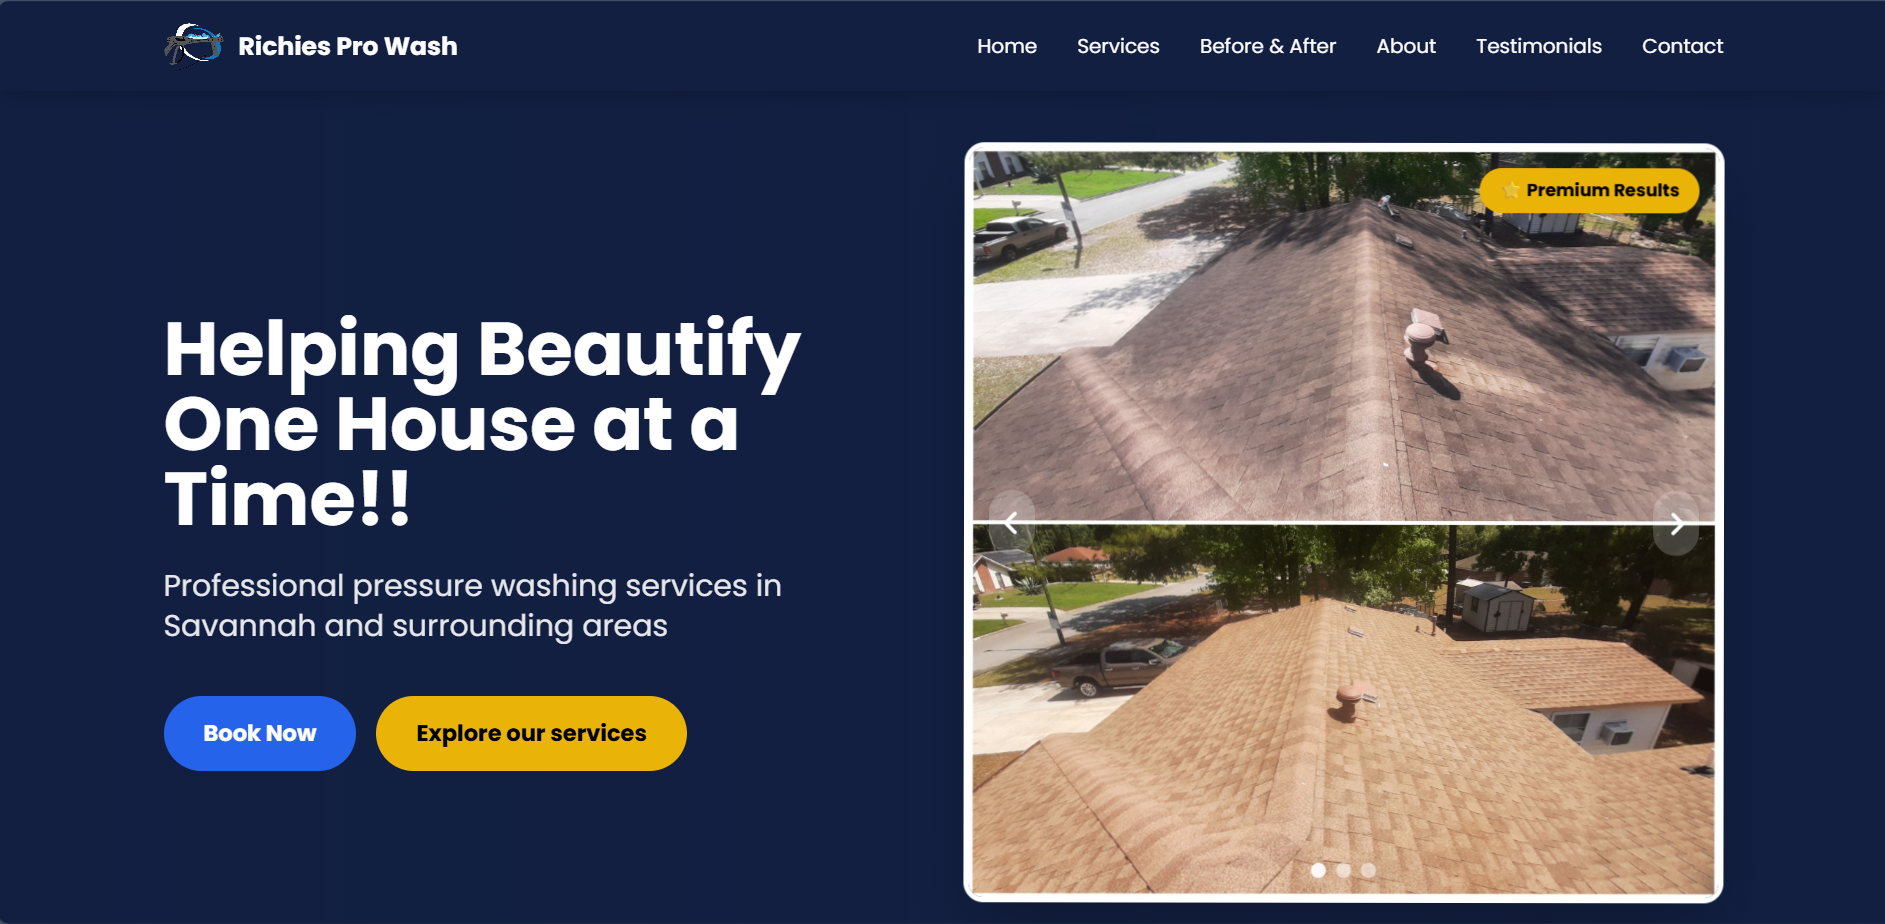 Richies Pro Wash
Home
Services
Before & After
About
Testimonials
Contact
⭐ Premium Results
Helping Beautify
One House at a
Time!!
Professional pressure washing services in
Savannah and surrounding areas
Book Now
Explore our services